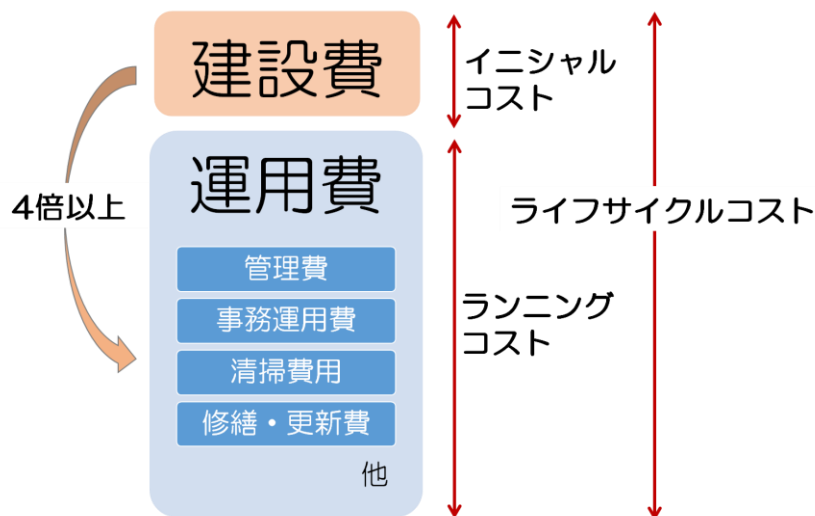 建設費
イニシャル
コスト
運用費
4倍以上
ライフサイクルコスト
管理費
事務運用費
ランニング
コスト
清掃費用
修繕・更新費
他